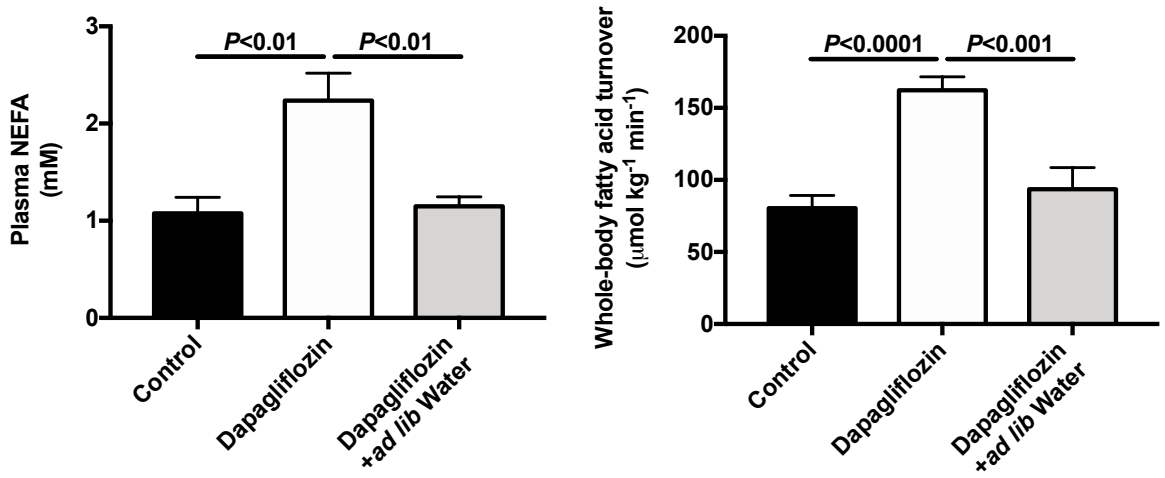 Plasma NEFA
(mM)
3
2
1
0
P<0.01
P<0.01
Control
Dapagliflozin
Dapagliflozin
+ad lib Water
Whole-body fatty acid turnover
(μmol kg⁻¹ min⁻¹)
200
150
100
50
0
P<0.0001
P<0.001
Control
Dapagliflozin
Dapagliflozin
+ad lib Water